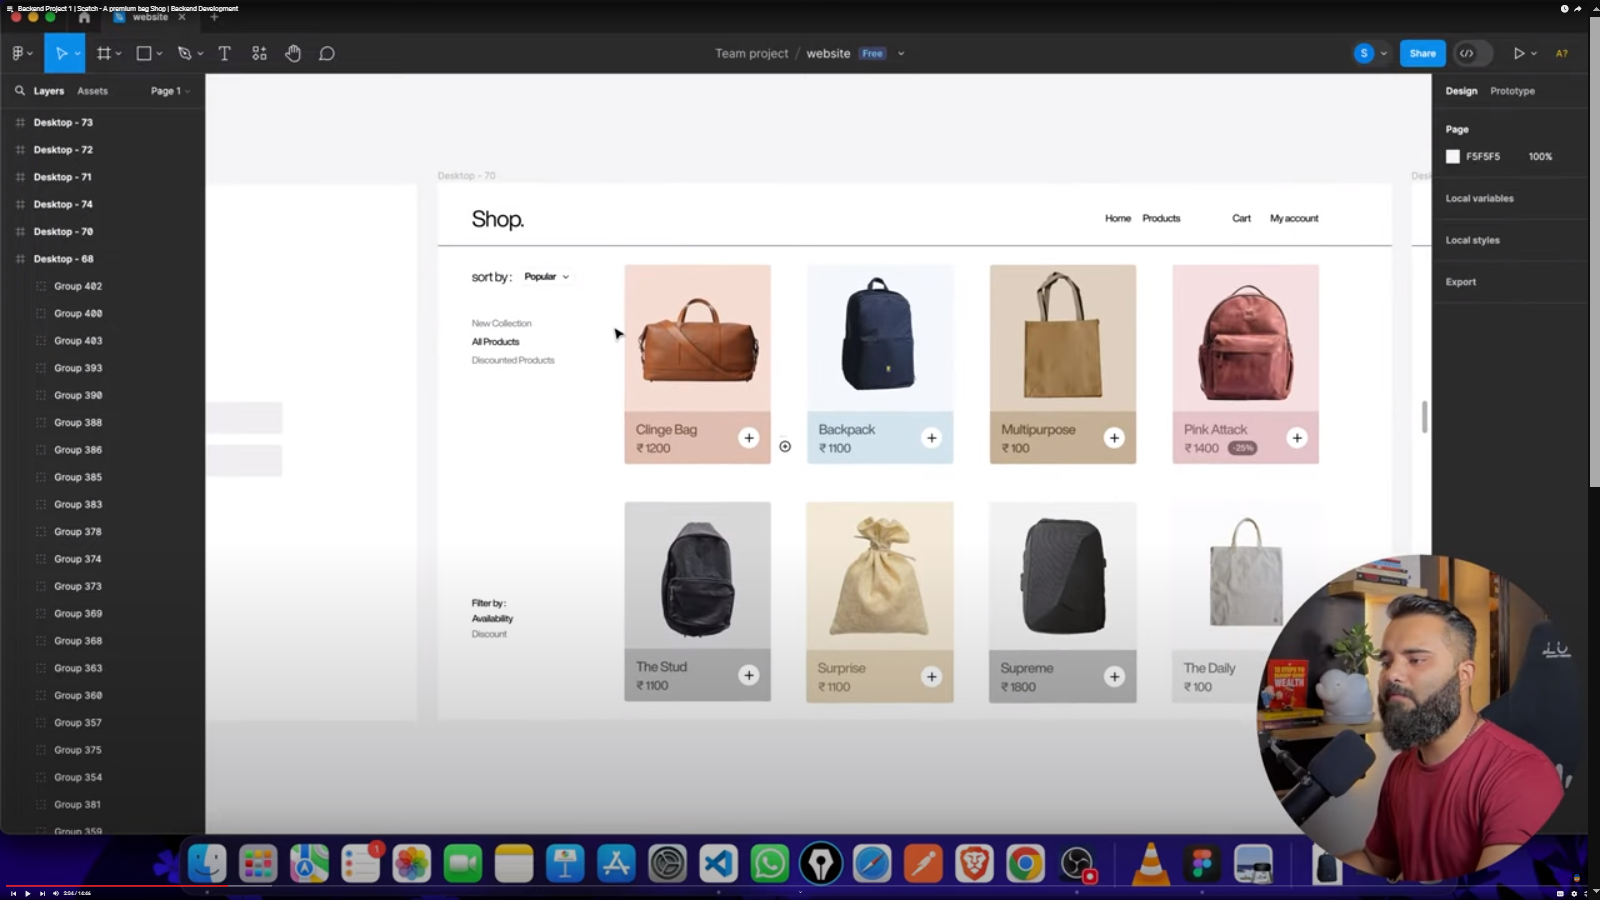 Backend Project 1 | Scatch - A premium bag Shop | Backend Development
website
Team project / website Free
S
Share
A?
Layers Assets Page 1
Desktop - 73
Desktop - 72
Desktop - 71
Desktop - 74
Desktop - 70
Desktop - 68
Group 402
Group 400
Group 403
Group 393
Group 390
Group 388
Group 386
Group 385
Group 383
Group 378
Group 374
Group 373
Group 369
Group 368
Group 363
Group 360
Group 357
Group 375
Group 354
Group 381
Group 359
Desktop - 70
Shop.
Home Products Cart My account
sort by : Popular
New Collection
All Products
Discounted Products
Filter by :
Availability
Discount
Clinge Bag
₹ 1200
Backpack
₹ 1100
Multipurpose
₹ 100
Pink Attack
₹ 1400 -25%
The Stud
₹ 1100
Surprise
₹ 1100
Supreme
₹ 1800
The Daily
₹ 100
Design Prototype
Page
F5F5F5 100%
Local variables
Local styles
Export
WEALTH
1